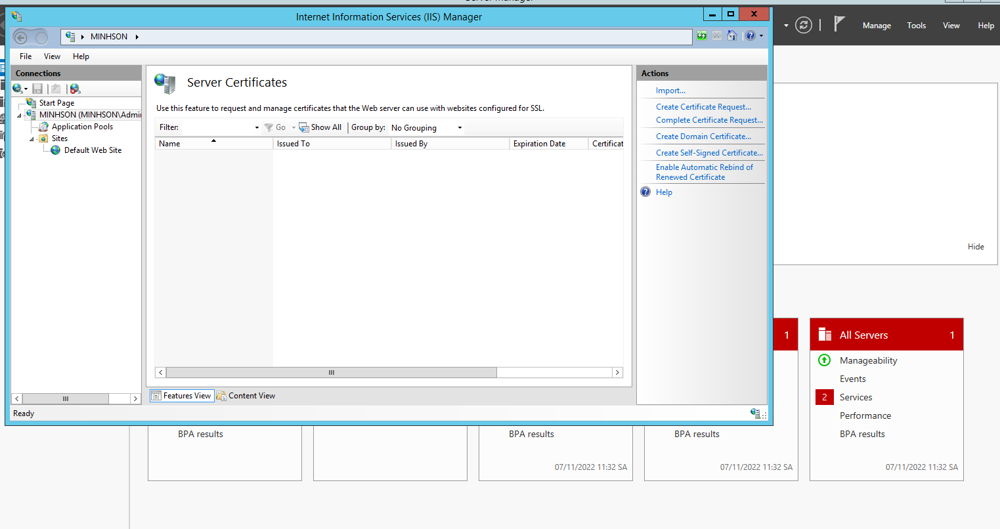 Internet Information Services (IIS) Manager
MINHSON
Manage
Tools
View
Help
File
View
Help
Connections
Start Page
MINHSON (MINHSON\Admi
Application Pools
Sites
Default Web Site
Server Certificates
Use this feature to request and manage certificates that the Web server can use with websites configured for SSL.
Filter:
Go
Show All
Group by:
No Grouping
Name
Issued To
Issued By
Expiration Date
Certificat
Features View
Content View
Actions
Import...
Create Certificate Request...
Complete Certificate Request...
Create Domain Certificate...
Create Self-Signed Certificate...
Enable Automatic Rebind of
Renewed Certificate
Help
Ready
Hide
1
All Servers
1
Manageability
Events
2
Services
Performance
BPA results
BPA results
BPA results
BPA results
07/11/2022 11:32 SA
07/11/2022 11:32 SA
07/11/2022 11:32 SA